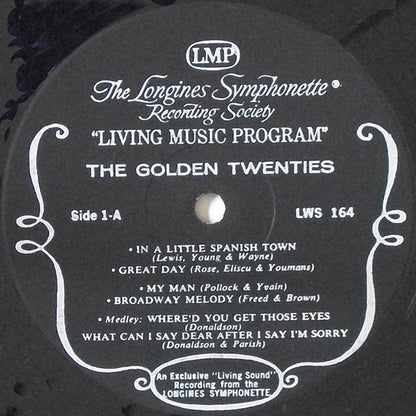 LMP
The Longines Symphonette®
Recording Society
"LIVING MUSIC PROGRAM"
THE GOLDEN TWENTIES
Side 1-A
LWS 164
• IN A LITTLE SPANISH TOWN
(Lewis, Young & Wayne)
• GREAT DAY (Rose, Eliscu & Youmans)
• MY MAN (Pollock & Yvain)
• BROADWAY MELODY (Freed & Brown)
• Medley: WHERE'D YOU GET THOSE EYES
(Donaldson)
WHAT CAN I SAY DEAR AFTER I SAY I'M SORRY
(Donaldson & Parish)
An Exclusive "Living Sound"
Recording from the
LONGINES SYMPHONETTE